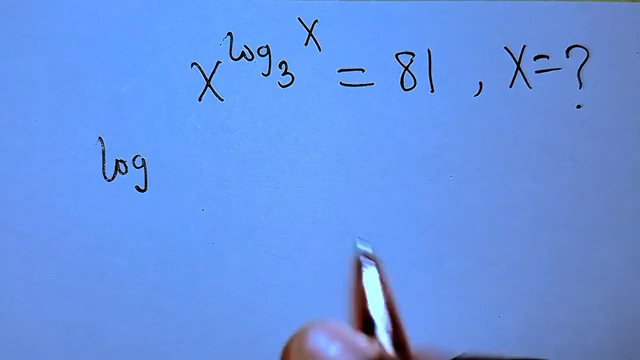 x^{log_3 x} = 81 , x = ?
log